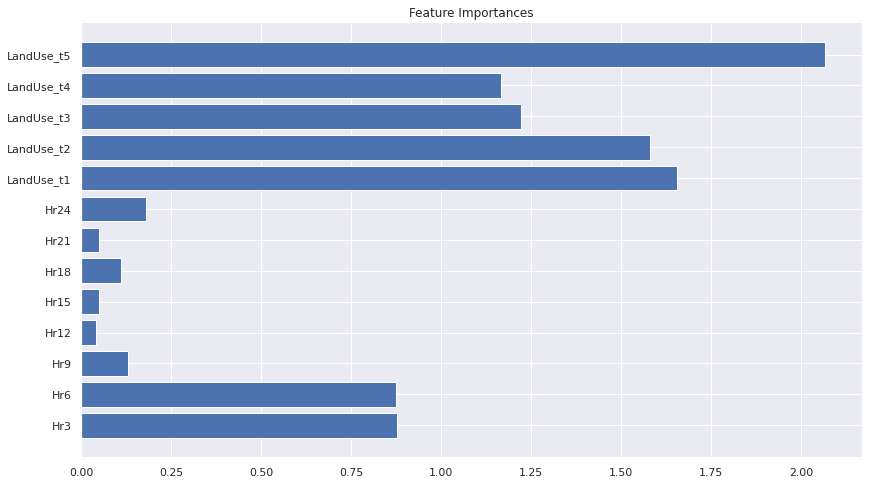 Feature Importances
LandUse_t5
LandUse_t4
LandUse_t3
LandUse_t2
LandUse_t1
Hr24
Hr21
Hr18
Hr15
Hr12
Hr9
Hr6
Hr3
0.00 0.25 0.50 0.75 1.00 1.25 1.50 1.75 2.00